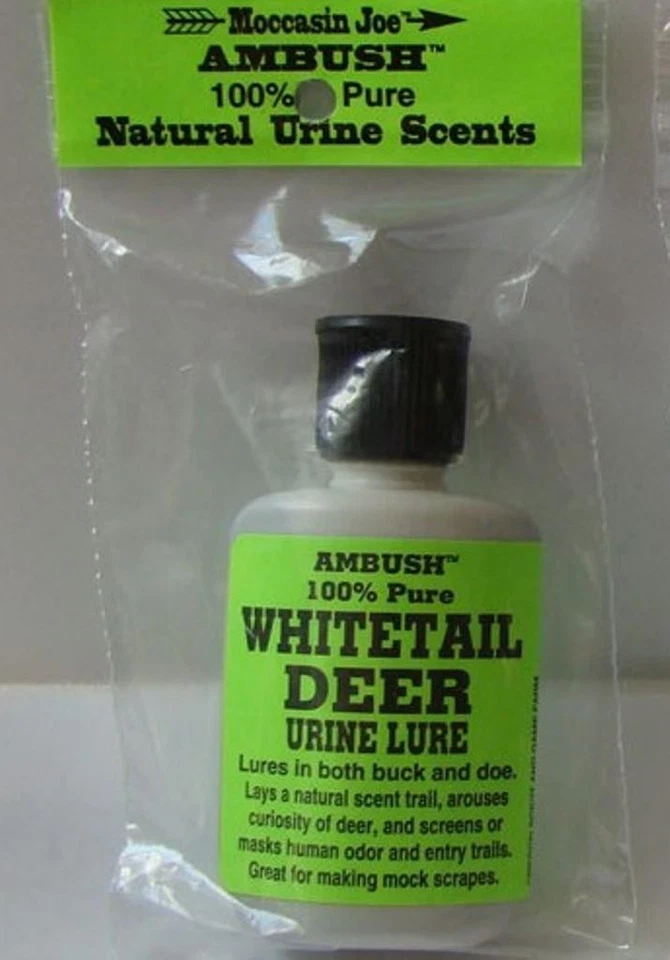 Moccasin Joe™
AMBUSH™
100% Pure
Natural Urine Scents
AMBUSH™
100% Pure
WHITETAIL
DEER
URINE LURE
Lures in both buck and doe.
Lays a natural scent trail, arouses
curiosity of deer, and screens or
masks human odor and entry trails.
Great for making mock scrapes.